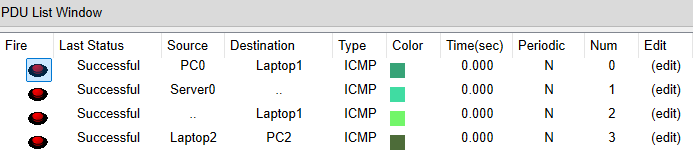 PDU List Window
Fire Last Status Source Destination Type Color Time(sec) Periodic Num Edit
Successful PC0 Laptop1 ICMP 0.000 N 0 (edit)
Successful Server0 .. ICMP 0.000 N 1 (edit)
Successful .. Laptop1 ICMP 0.000 N 2 (edit)
Successful Laptop2 PC2 ICMP 0.000 N 3 (edit)